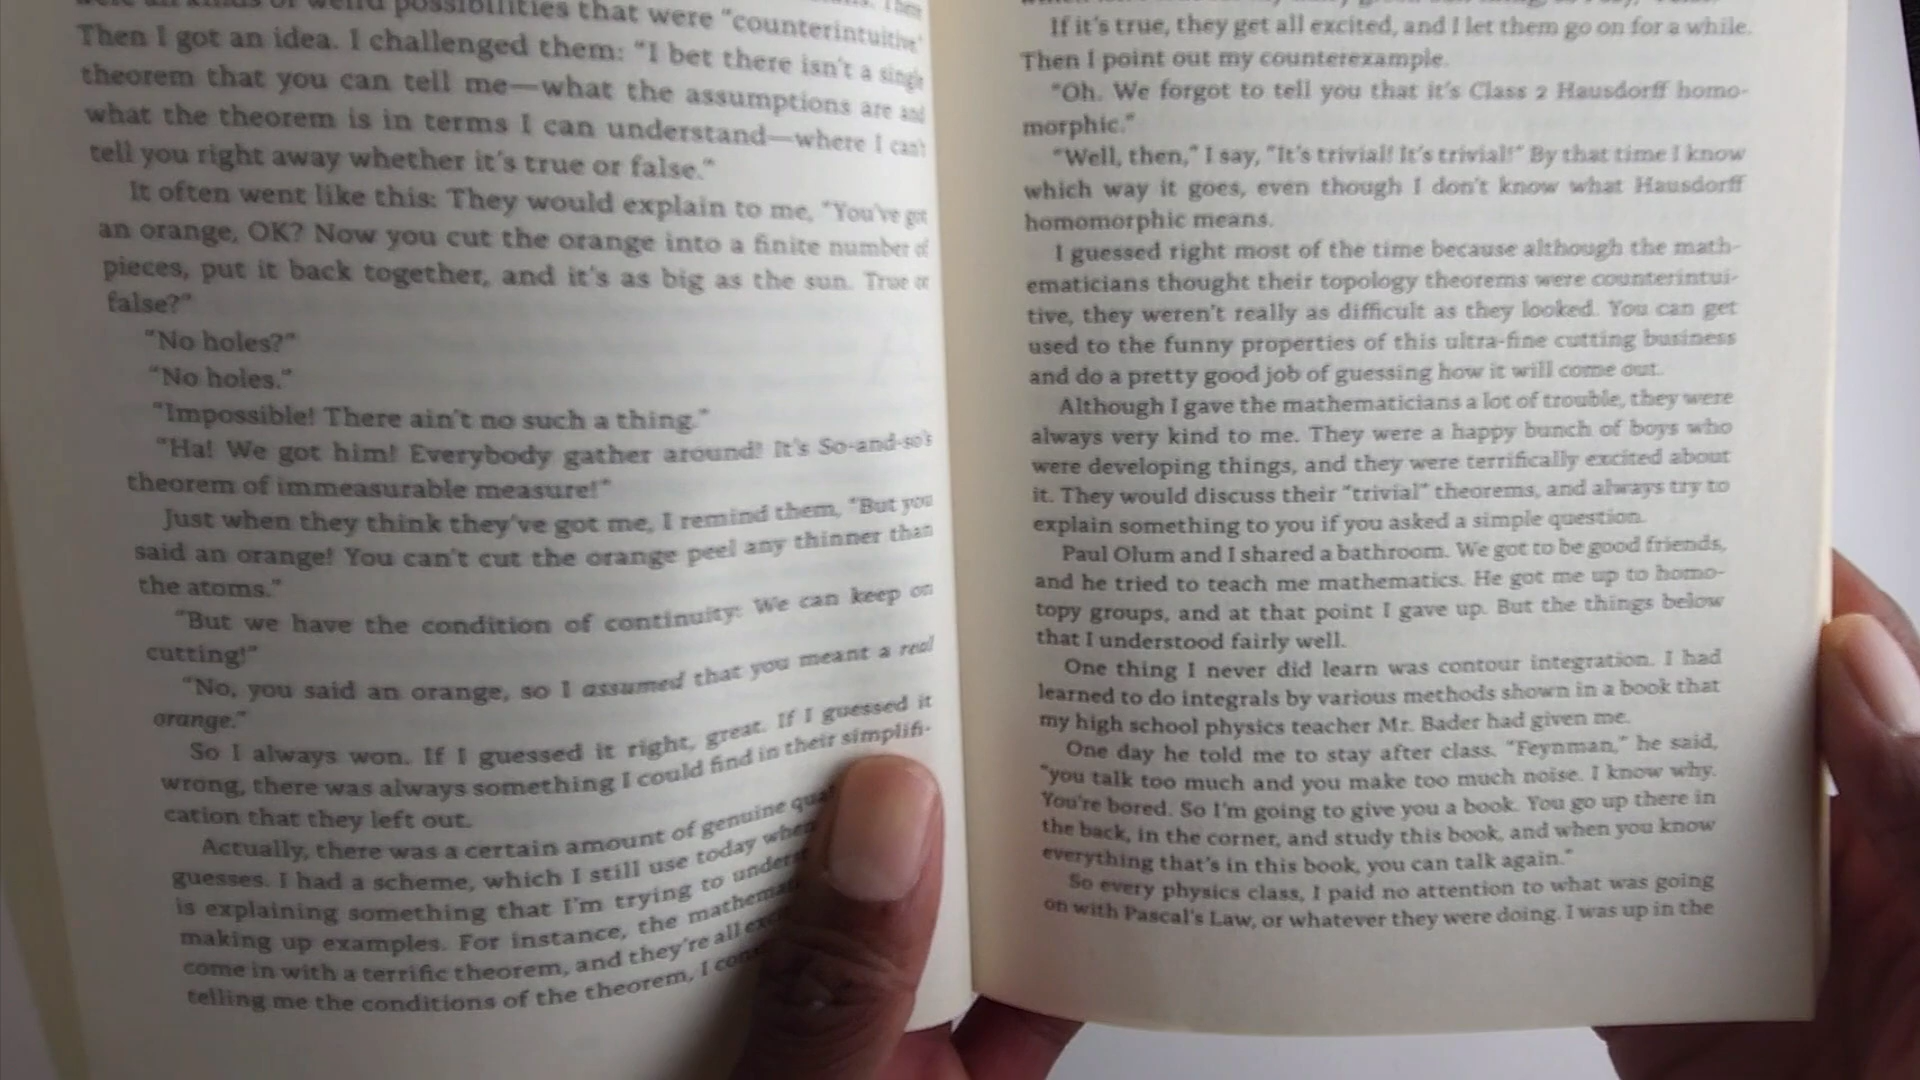 possibilities that were “counterintuitive”
Then I got an idea. I challenged them: “I bet there isn’t a single
theorem that you can tell me—what the assumptions are and
what the theorem is in terms I can understand—where I can’t
tell you right away whether it’s true or false.”
It often went like this: They would explain to me, “You’ve got
an orange, OK? Now you cut the orange into a finite number of
pieces, put it back together, and it’s as big as the sun. True or
false?”
“No holes?”
“No holes.”
“Impossible! There ain’t no such a thing.”
“Ha! We got him! Everybody gather around! It’s So-and-so’s
theorem of immeasurable measure!”
Just when they think they’ve got me, I remind them, “But you
said an orange! You can’t cut the orange peel any thinner than
the atoms.”
“But we have the condition of continuity: We can keep on
cutting!”
“No, you said an orange, so I assumed that you meant a real
orange.”
So I always won. If I guessed it right, great. If I guessed it
wrong, there was always something I could find in their simplifi-
cation that they left out.
Actually, there was a certain amount of genuine
guesses. I had a scheme, which I still use today when
is explaining something that I’m trying to
making up examples. For instance, the
come in with a terrific theorem, and they’re all
telling me the conditions of the theorem, I
If it’s true, they get all excited, and I let them go on for a while.
Then I point out my counterexample.
“Oh. We forgot to tell you that it’s Class 2 Hausdorff homo-
morphic.”
“Well, then,” I say, “It’s trivial! It’s trivial!” By that time I know
which way it goes, even though I don’t know what Hausdorff
homomorphic means.
I guessed right most of the time because although the math-
ematicians thought their topology theorems were counterintui-
tive, they weren’t really as difficult as they looked. You can get
used to the funny properties of this ultra-fine cutting business
and do a pretty good job of guessing how it will come out.
Although I gave the mathematicians a lot of trouble, they were
always very kind to me. They were a happy bunch of boys who
were developing things, and they were terrifically excited about
it. They would discuss their “trivial” theorems, and always try to
explain something to you if you asked a simple question.
Paul Olum and I shared a bathroom. We got to be good friends,
and he tried to teach me mathematics. He got me up to homo-
topy groups, and at that point I gave up. But the things below
that I understood fairly well.
One thing I never did learn was contour integration. I had
learned to do integrals by various methods shown in a book that
my high school physics teacher Mr. Bader had given me.
One day he told me to stay after class. “Feynman,” he said,
“you talk too much and you make too much noise. I know why.
You’re bored. So I’m going to give you a book. You go up there in
the back, in the corner, and study this book, and when you know
everything that’s in this book, you can talk again.”
So every physics class, I paid no attention to what was going
on with Pascal’s Law, or whatever they were doing. I was up in the